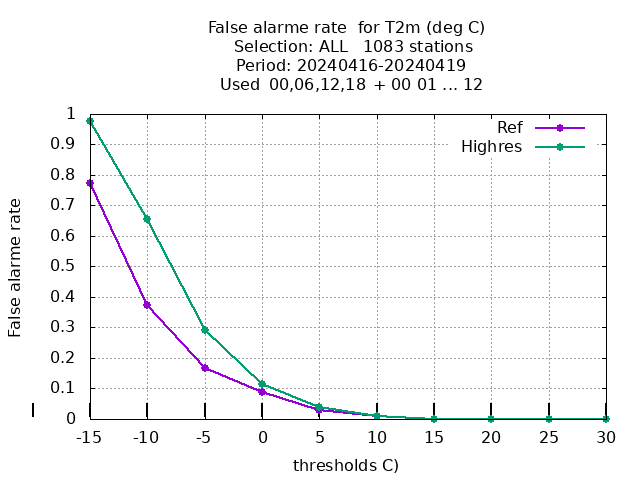 False alarme rate  for T2m (deg C)
Selection: ALL   1083 stations
Period: 20240416-20240419
Used  00,06,12,18  + 00 01 ... 12
Ref
Highres
1
0.9
0.8
0.7
0.6
0.5
0.4
0.3
0.2
0.1
0
False alarme rate
-15 -10 -5 0 5 10 15 20 25 30
thresholds C)